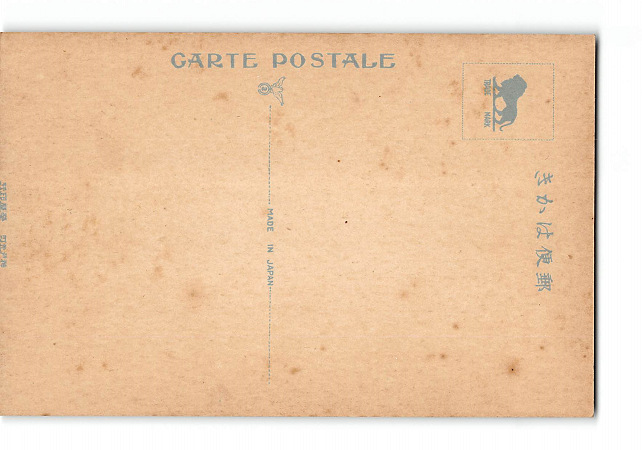 CARTE POSTALE
TRADE MARK
きかは便郵
MADE IN JAPAN